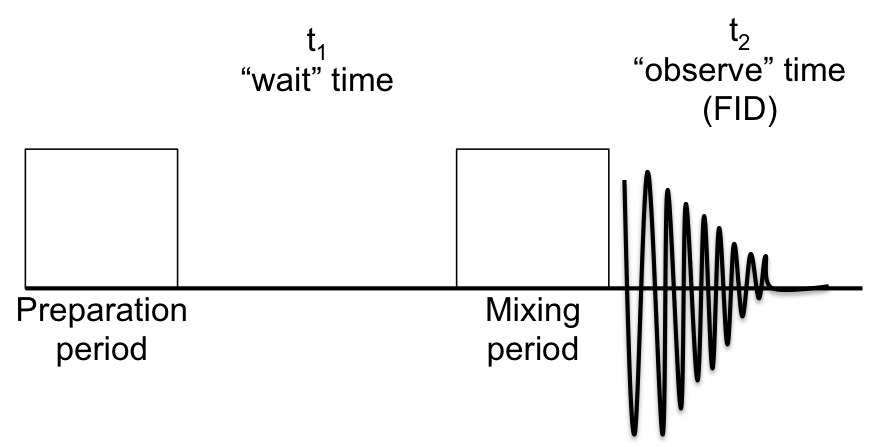 t₁
“wait” time
t₂
“observe” time
(FID)
Preparation
period
Mixing
period